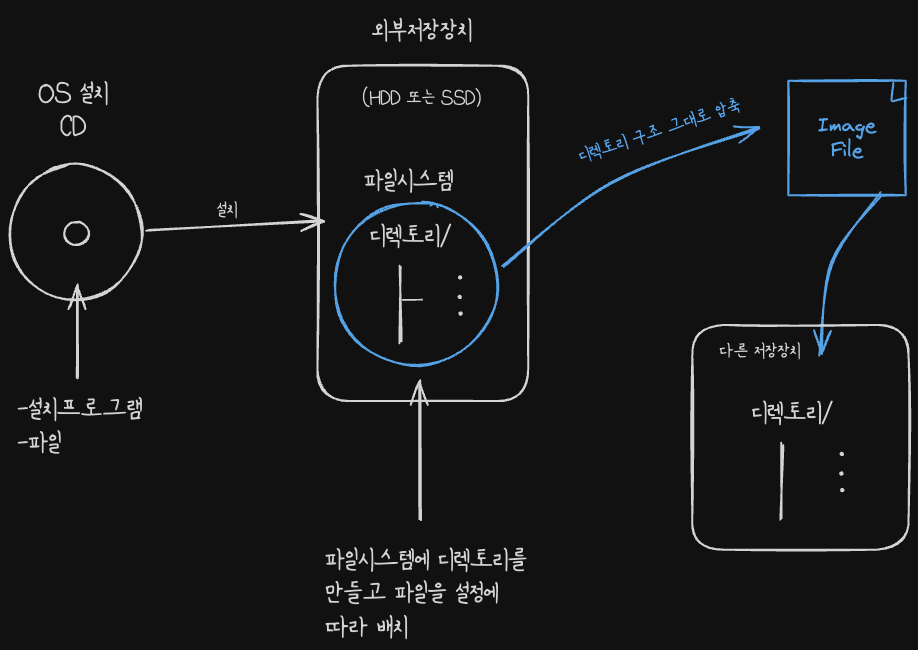 외부저장장치
OS 설치
CD
(HDD 또는 SSD)
디렉토리 구조 그대로 압축
Image
File
파일시스템
설치
디렉토리/
다른 저장장치
디렉토리/
-설치프로그램
-파일
파일시스템에 디렉토리를
만들고 파일을 설정에
따라 배치